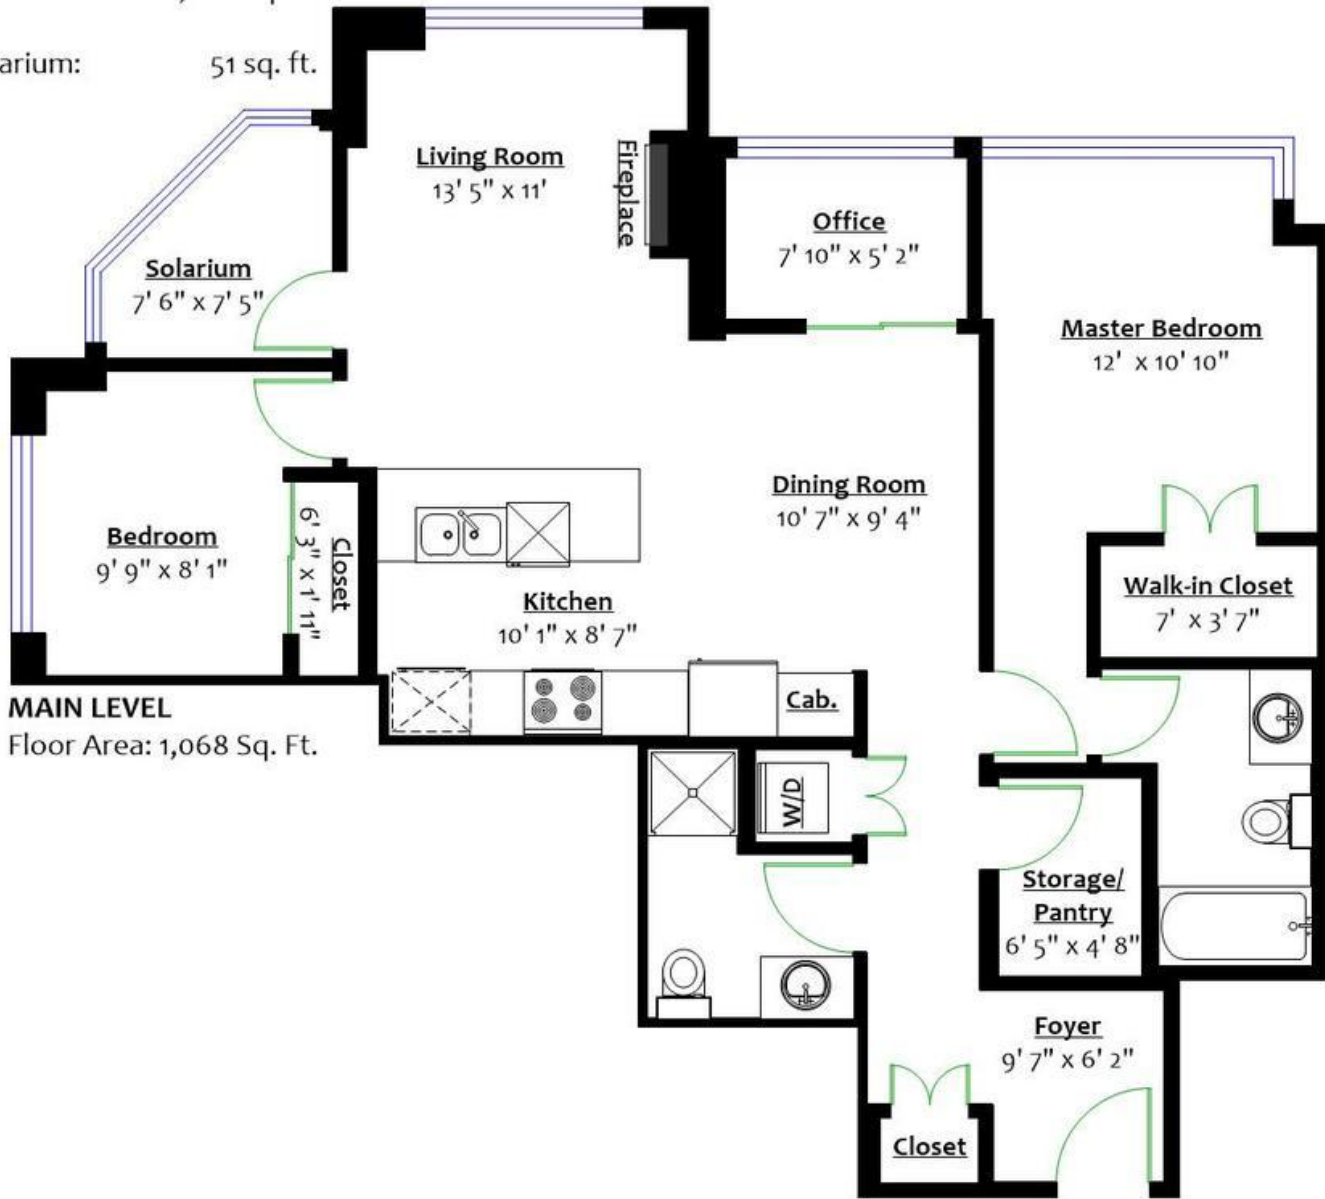 arium: 51 sq. ft.
Living Room
13' 5" x 11'
Fireplace
Office
7' 10" x 5' 2"
Solarium
7' 6" x 7' 5"
Master Bedroom
12' x 10' 10"
Dining Room
10' 7" x 9' 4"
Bedroom
9' 9" x 8' 1"
Closet
6' 3" x 1' 11"
Kitchen
10' 1" x 8' 7"
Walk-in Closet
7' x 3' 7"
Cab.
MAIN LEVEL
Floor Area: 1,068 Sq. Ft.
W/D
Storage/
Pantry
6' 5" x 4' 8"
Foyer
9' 7" x 6' 2"
Closet